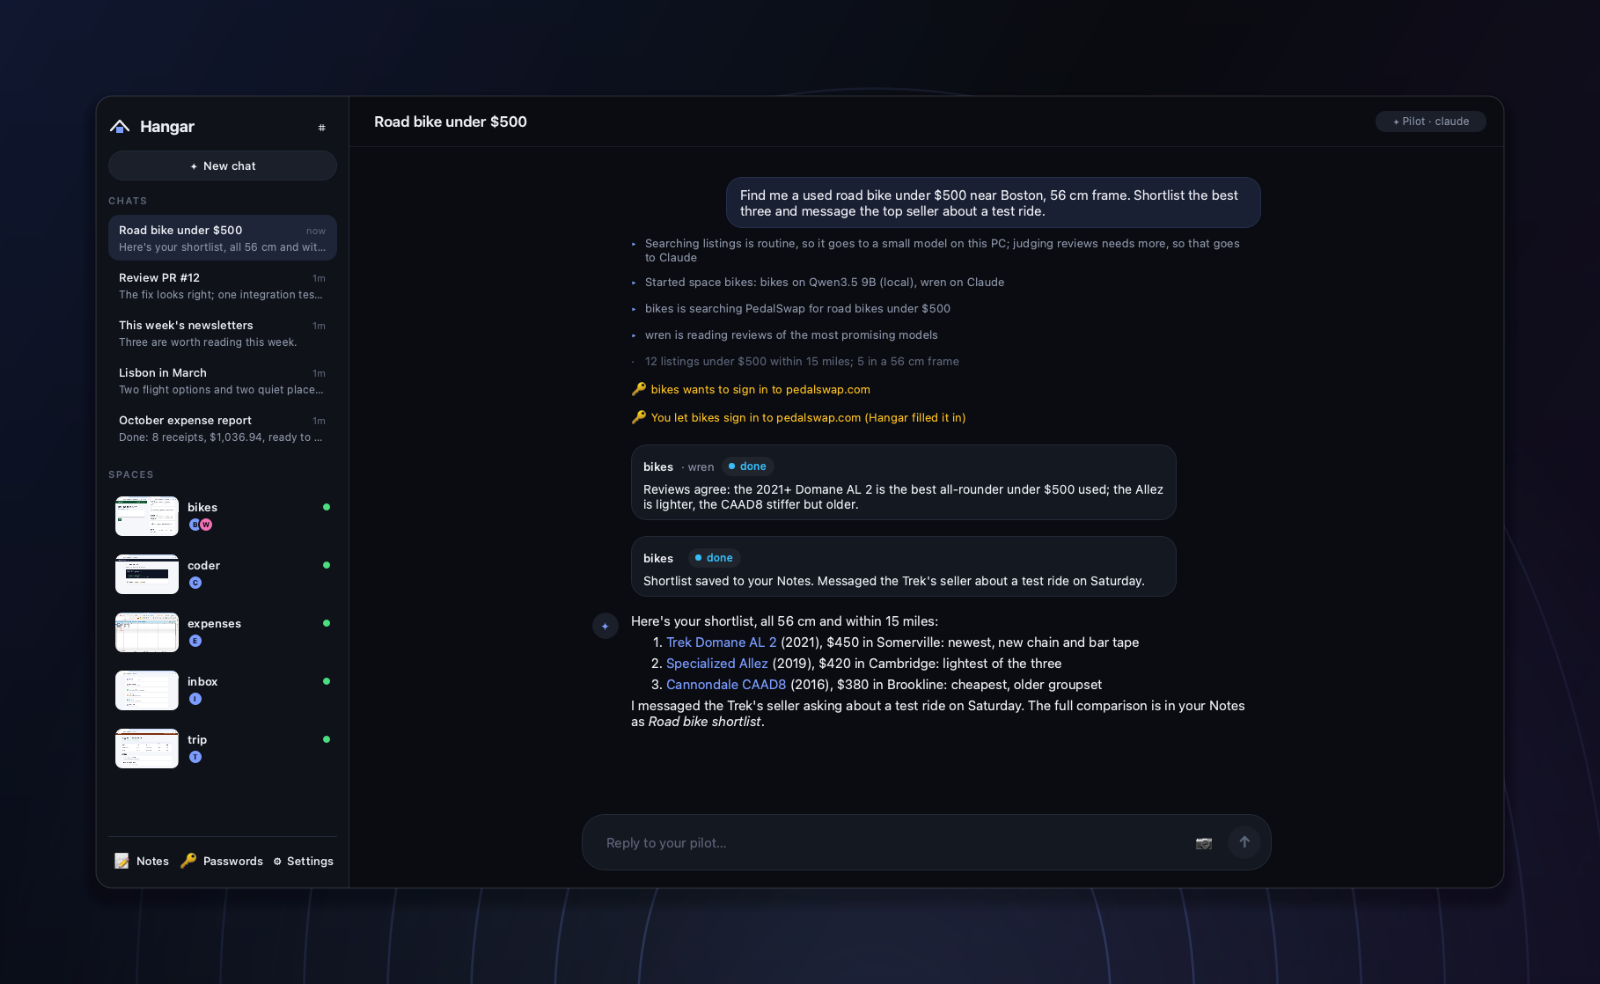 Hangar
⌗
✦ New chat
CHATS
Road bike under $500 now
Here's your shortlist, all 56 cm and wit...
Review PR #12 1m
The fix looks right; one integration tes...
This week's newsletters 1m
Three are worth reading this week.
Lisbon in March 1m
Two flight options and two quiet place...
October expense report 1m
Done: 8 receipts, $1,036.94, ready to ...
SPACES
bikes
B W
coder
C
expenses
E
inbox
I
trip
T
Notes Passwords Settings
Road bike under $500
✦ Pilot · claude
Find me a used road bike under $500 near Boston, 56 cm frame. Shortlist the best
three and message the top seller about a test ride.
Searching listings is routine, so it goes to a small model on this PC; judging reviews needs more, so that goes
to Claude
Started space bikes: bikes on Qwen3.5 9B (local), wren on Claude
bikes is searching PedalSwap for road bikes under $500
wren is reading reviews of the most promising models
12 listings under $500 within 15 miles; 5 in a 56 cm frame
bikes wants to sign in to pedalswap.com
You let bikes sign in to pedalswap.com (Hangar filled it in)
bikes · wren done
Reviews agree: the 2021+ Domane AL 2 is the best all-rounder under $500 used; the Allez
is lighter, the CAAD8 stiffer but older.
bikes done
Shortlist saved to your Notes. Messaged the Trek's seller about a test ride on Saturday.
Here's your shortlist, all 56 cm and within 15 miles:
1. Trek Domane AL 2 (2021), $450 in Somerville: newest, new chain and bar tape
2. Specialized Allez (2019), $420 in Cambridge: lightest of the three
3. Cannondale CAAD8 (2016), $380 in Brookline: cheapest, older groupset
I messaged the Trek's seller asking about a test ride on Saturday. The full comparison is in your Notes
as Road bike shortlist.
Reply to your pilot...